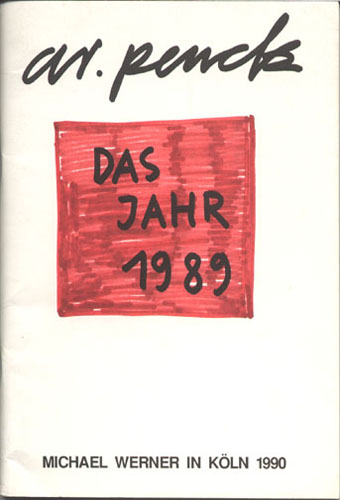 ar. penck
DAS
JAHR
1989
MICHAEL WERNER IN KÖLN 1990